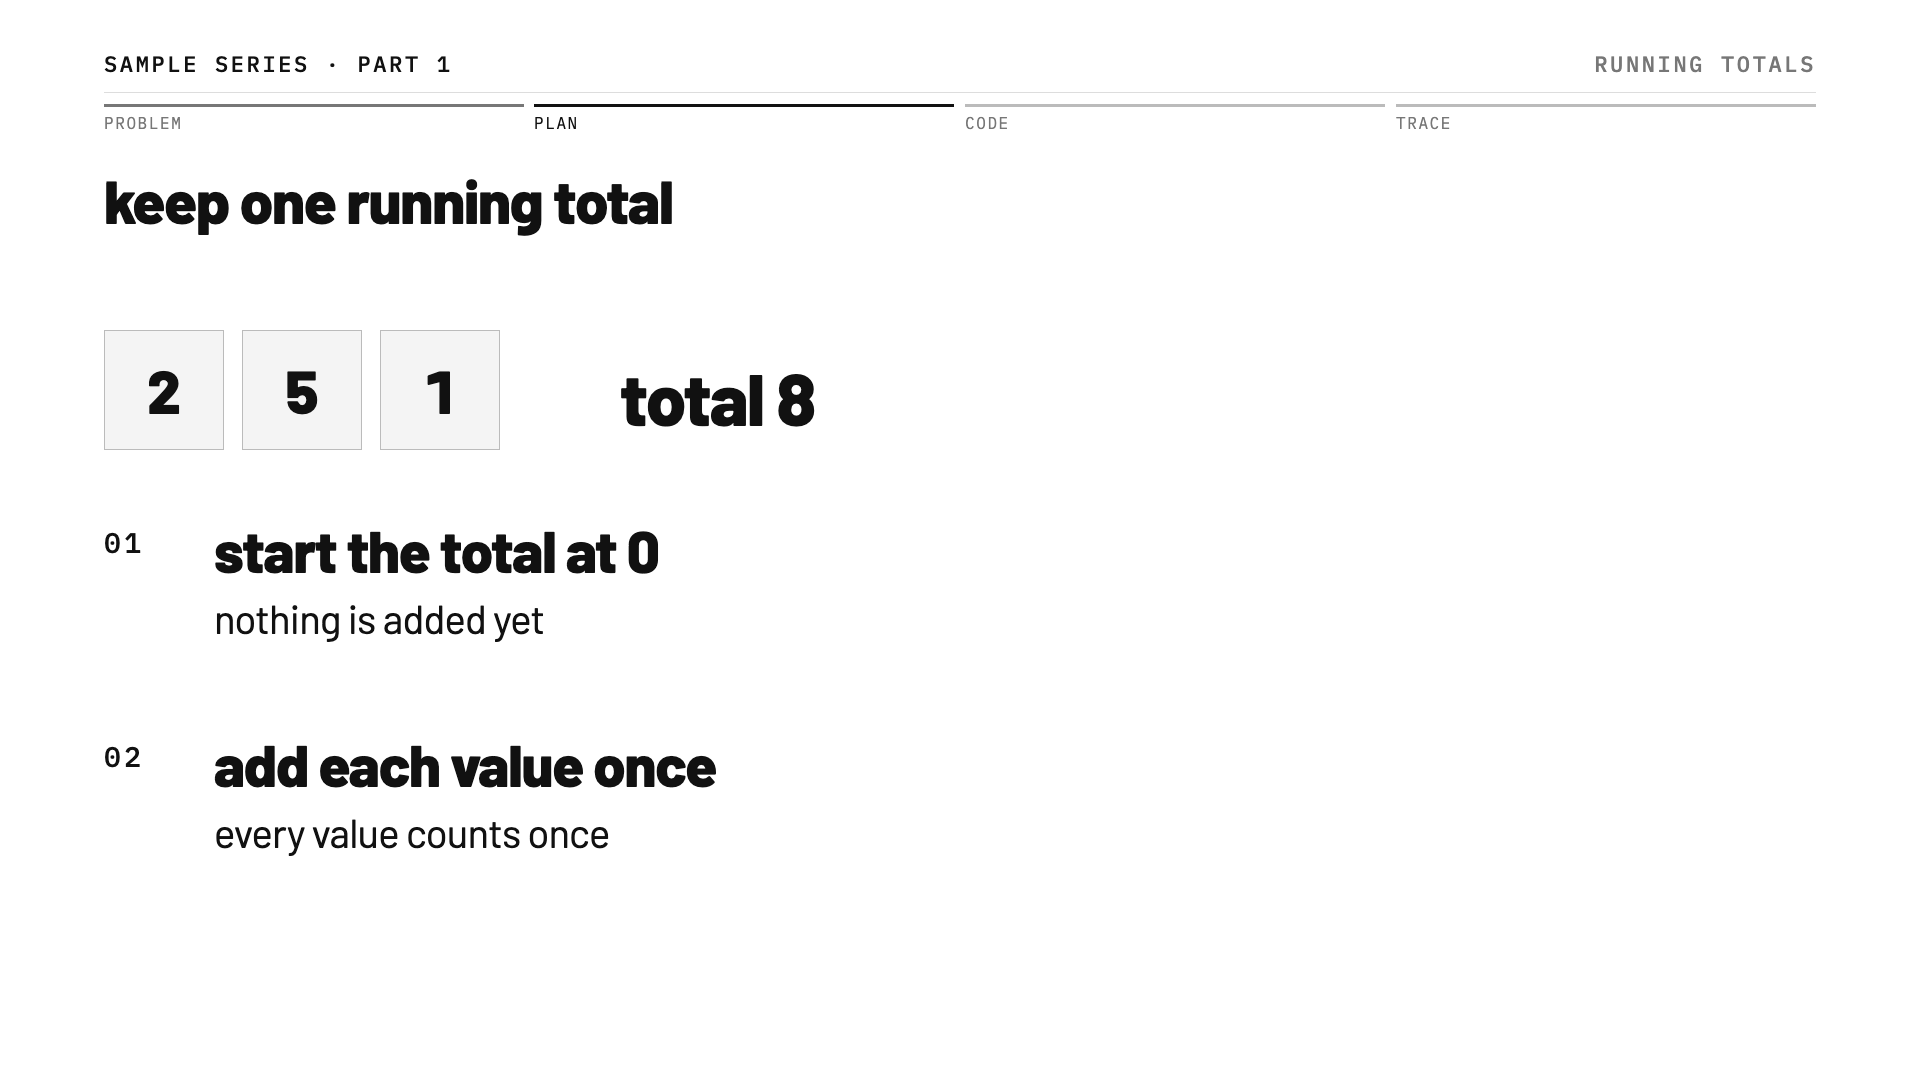 SAMPLE SERIES · PART 1
RUNNING TOTALS
PROBLEM
PLAN
CODE
TRACE
keep one running total
2 5 1
total 8
01
start the total at 0
nothing is added yet
02
add each value once
every value counts once